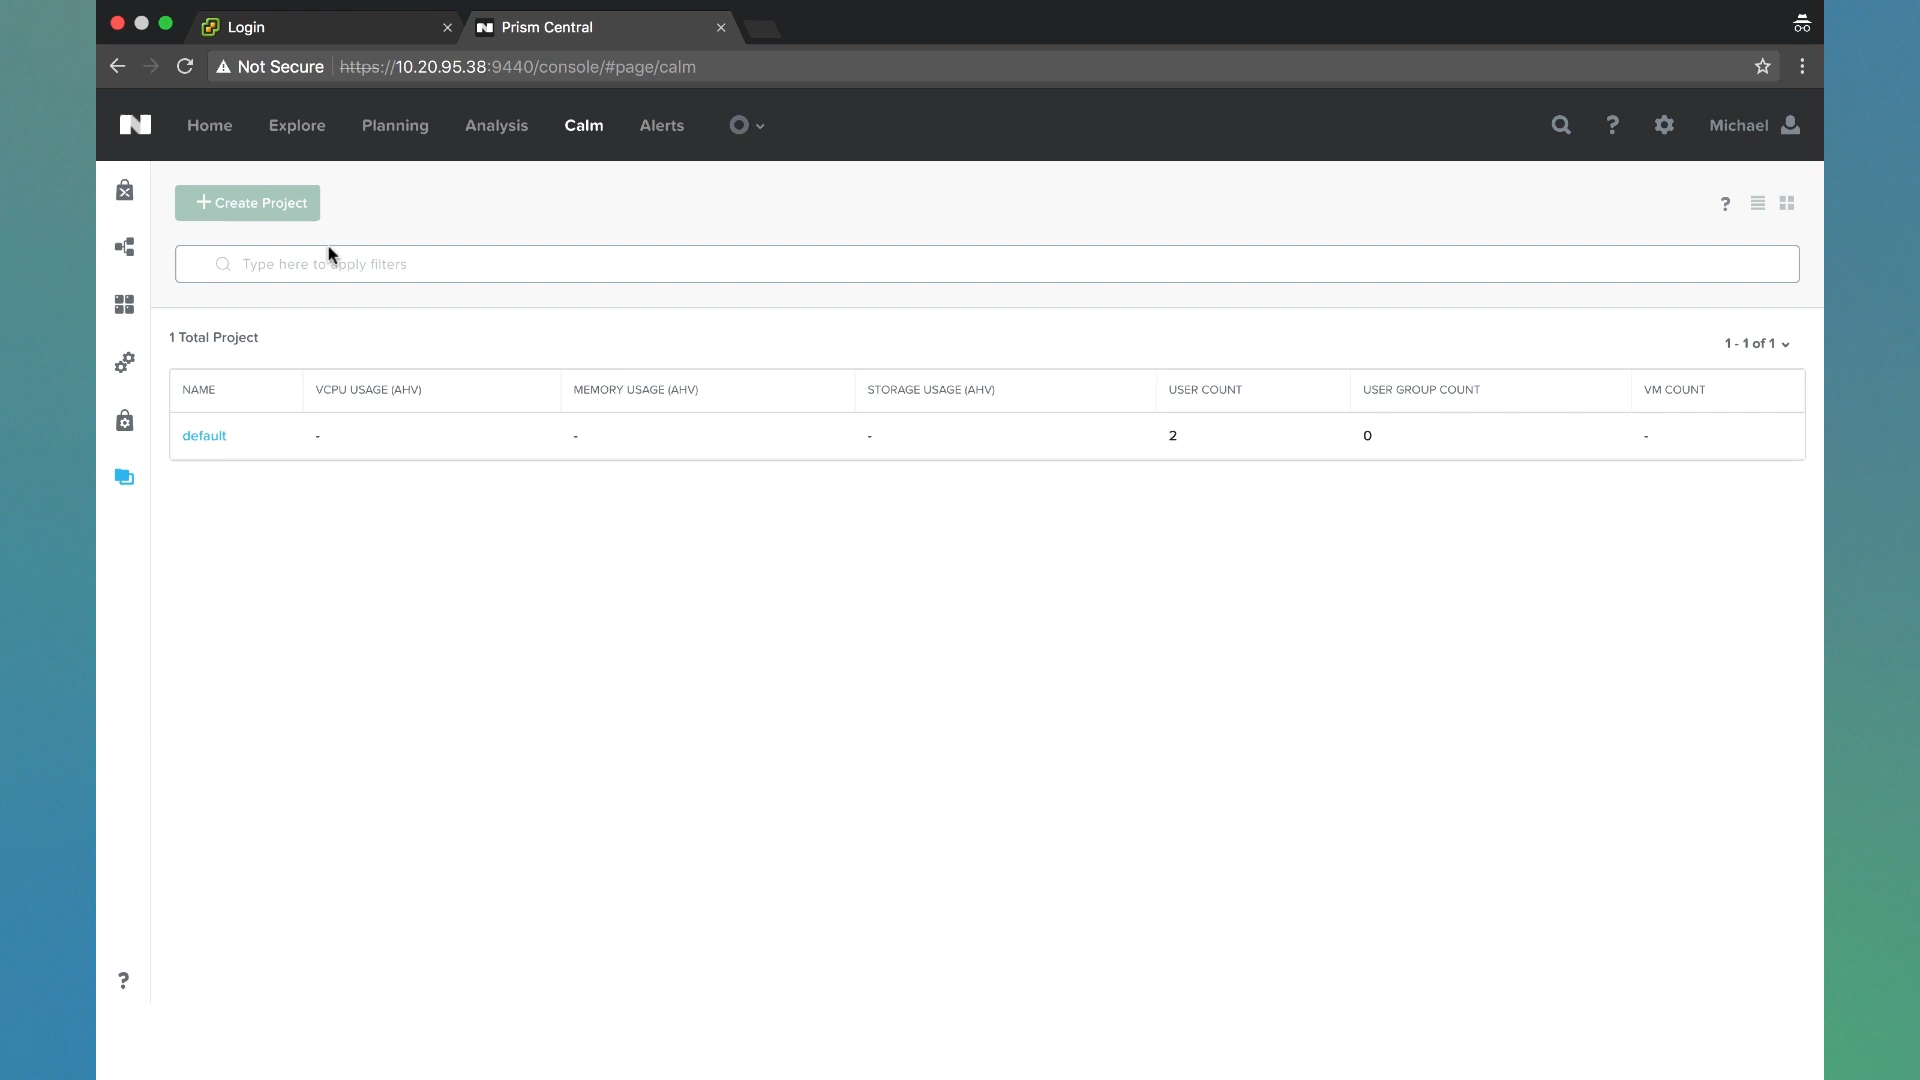 Login
Prism Central
Not Secure https://10.20.95.38:9440/console/#page/calm
Home Explore Planning Analysis Calm Alerts
? Michael
+ Create Project
?
Type here to apply filters
1 Total Project
1 - 1 of 1
NAME VCPU USAGE (AHV) MEMORY USAGE (AHV) STORAGE USAGE (AHV) USER COUNT USER GROUP COUNT VM COUNT
default - - - 2 0 -
?